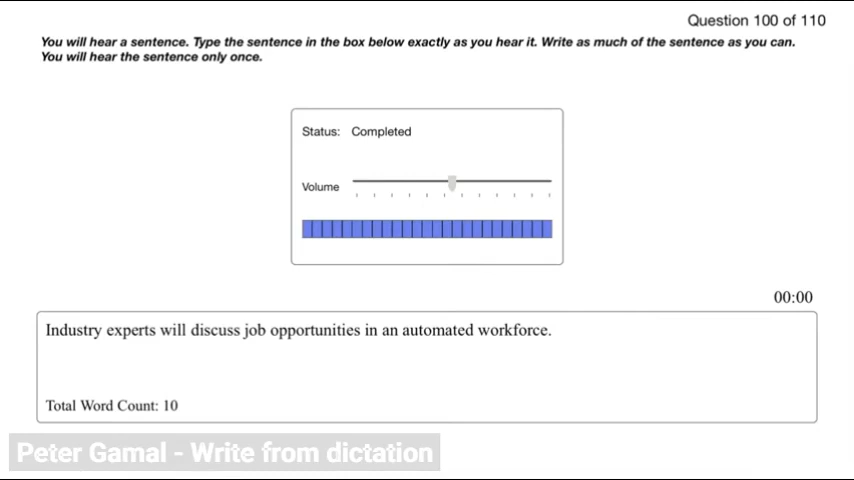 Question 100 of 110
You will hear a sentence. Type the sentence in the box below exactly as you hear it. Write as much of the sentence as you can.
You will hear the sentence only once.
Status: Completed
Volume
00:00
Industry experts will discuss job opportunities in an automated workforce.
Total Word Count: 10
Peter Gamal - Write from dictation